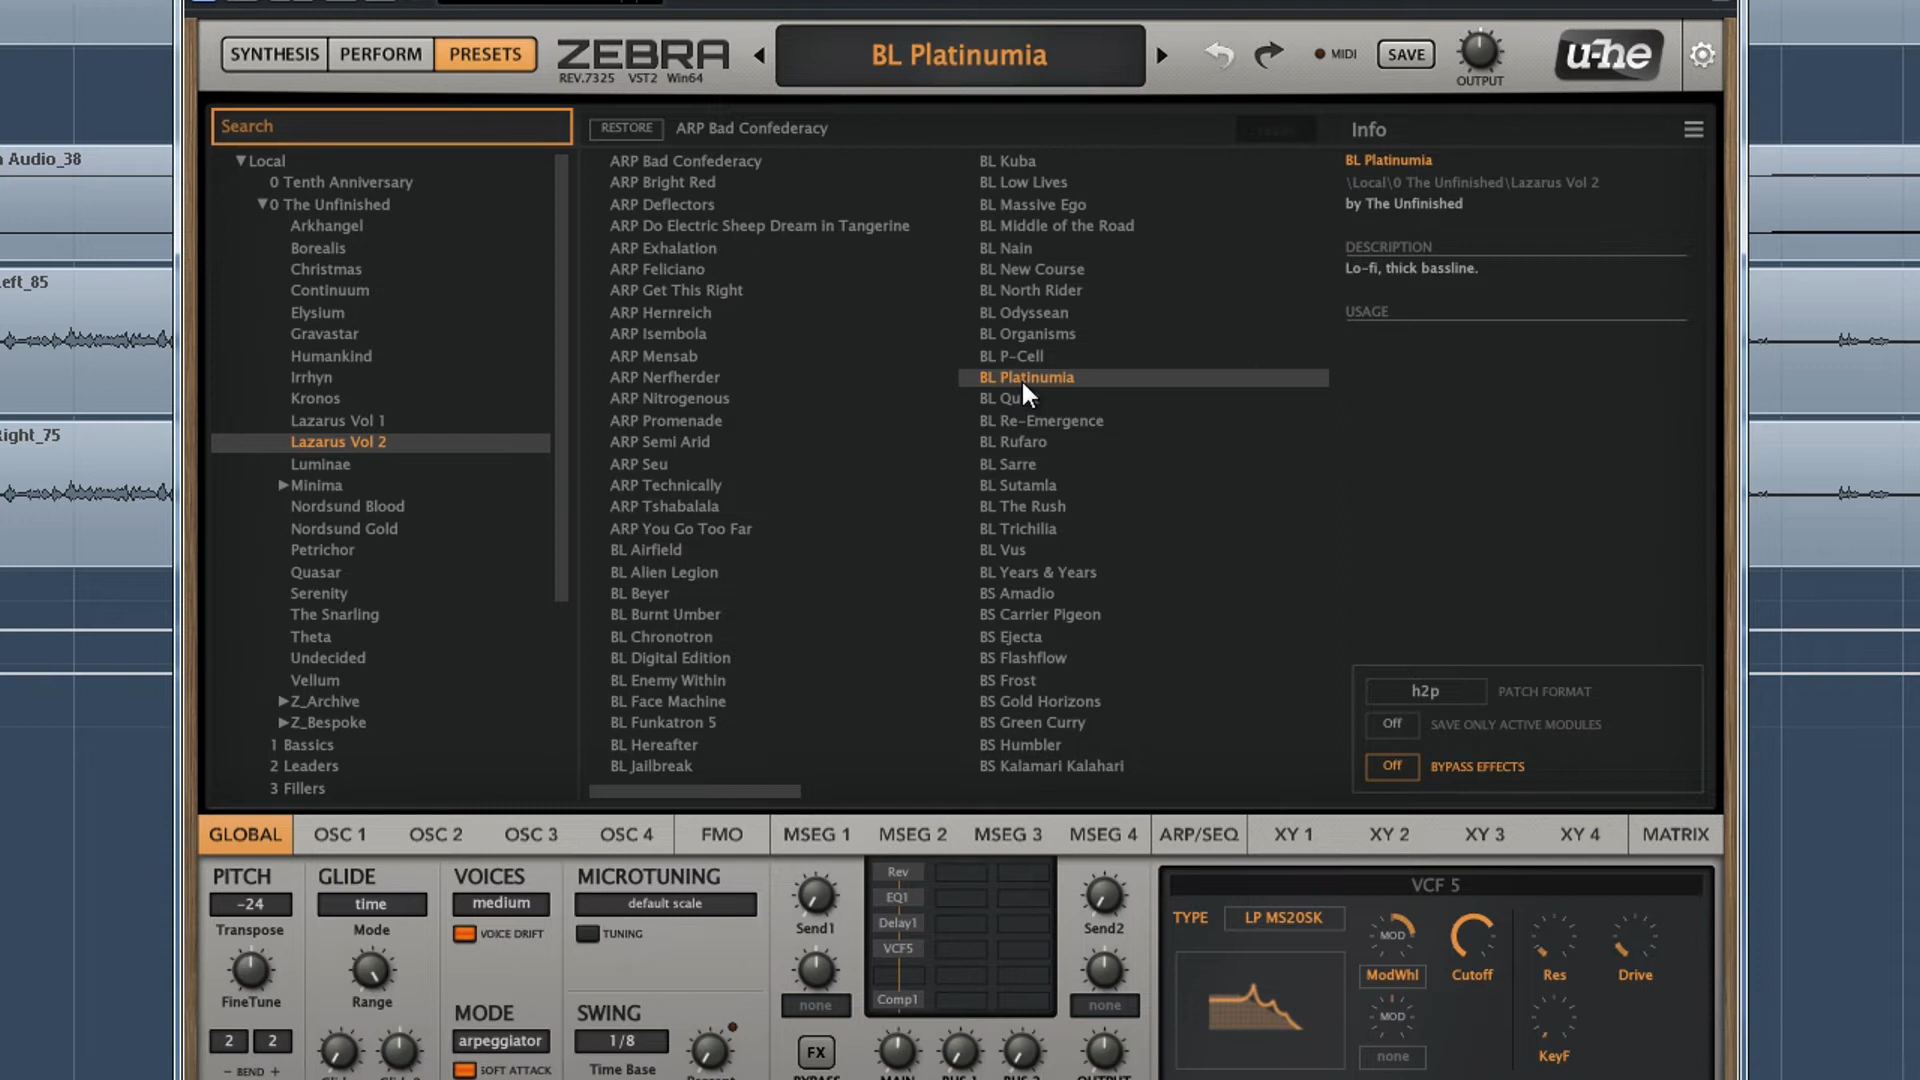 SYNTHESIS PERFORM PRESETS ZEBRA BL Platinumia MIDI SAVE OUTPUT u-he
REV.7325 VST2 Win64
Search
RESTORE ARP Bad Confederacy
Local
0 Tenth Anniversary
0 The Unfinished
Arkhangel
Borealis
Christmas
Continuum
Elysium
Gravastar
Humankind
Irrhyn
Kronos
Lazarus Vol 1
Lazarus Vol 2
Luminae
Minima
Nordsund Blood
Nordsund Gold
Petrichor
Quasar
Serenity
The Snarling
Theta
Undecided
Vellum
Z_Archive
Z_Bespoke
1 Bassics
2 Leaders
3 Fillers
ARP Bad Confederacy
ARP Bright Red
ARP Deflectors
ARP Do Electric Sheep Dream in Tangerine
ARP Exhalation
ARP Feliciano
ARP Get This Right
ARP Hernreich
ARP Isembola
ARP Mensab
ARP Nerfherder
ARP Nitrogenous
ARP Promenade
ARP Semi Arid
ARP Seu
ARP Technically
ARP Tshabalala
ARP You Go Too Far
BL Airfield
BL Alien Legion
BL Beyer
BL Burnt Umber
BL Chronotron
BL Digital Edition
BL Enemy Within
BL Face Machine
BL Funkatron 5
BL Hereafter
BL Jailbreak
BL Kuba
BL Low Lives
BL Massive Ego
BL Middle of the Road
BL Nain
BL New Course
BL North Rider
BL Odyssean
BL Organisms
BL P-Cell
BL Platinumia
BL
BL Re-Emergence
BL Rufaro
BL Sarre
BL Sutamla
BL The Rush
BL Trichilia
BL Vus
BL Years & Years
BS Amadio
BS Carrier Pigeon
BS Ejecta
BS Flashflow
BS Frost
BS Gold Horizons
BS Green Curry
BS Humbler
BS Kalamari Kalahari
Info
BL Platinumia
\Local\0 The Unfinished\Lazarus Vol 2
by The Unfinished
DESCRIPTION
Lo-fi, thick bassline.
USAGE
h2p PATCH FORMAT
Off SAVE ONLY ACTIVE MODULES
Off BYPASS EFFECTS
Audio_38
eft_85
ight_75
GLOBAL OSC 1 OSC 2 OSC 3 OSC 4 FMO MSEG 1 MSEG 2 MSEG 3 MSEG 4 ARP/SEQ XY 1 XY 2 XY 3 XY 4 MATRIX
PITCH
-24
Transpose
FineTune
2 2
- BEND +
GLIDE
time
Mode
Range
VOICES
medium
VOICE DRIFT
MODE
arpeggiator
SOFT ATTACK
MICROTUNING
default scale
TUNING
SWING
1/8
Time Base
Send1
none
FX
Rev
EQ1
Delay1
VCF5
Comp1
Send2
none
VCF 5
TYPE LP MS20SK
MOD
ModWhl
Cutoff
Res
Drive
MOD
none
KeyF